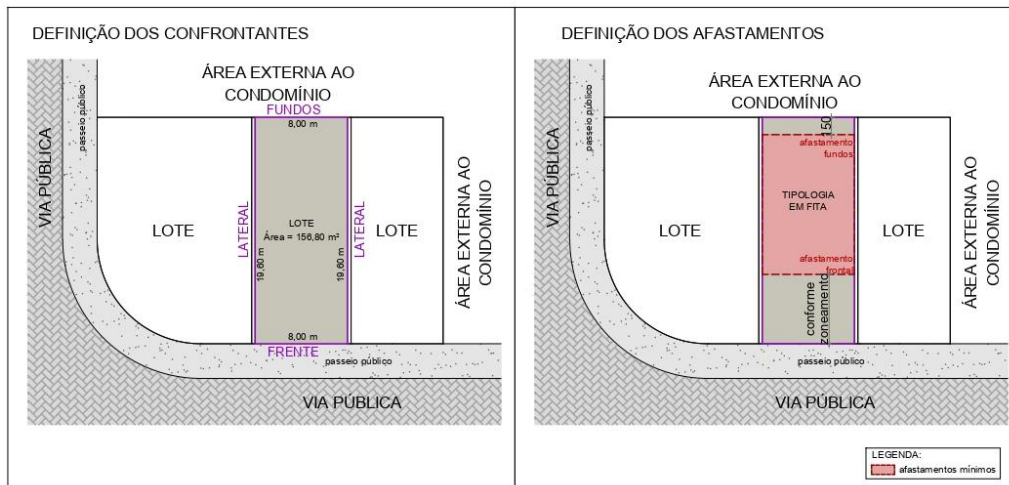 DEFINIÇÃO DOS CONFRONTANTES
ÁREA EXTERNA AO
CONDOMÍNIO
FUNDOS
8,00 m
passeio público
VIA PÚBLICA
LOTE
LATERAL
19,60 m
LOTE
Área = 156,80 m²
19,60 m
LATERAL
LOTE
ÁREA EXTERNA AO
CONDOMÍNIO
8,00 m
FRENTE
passeio público
VIA PÚBLICA
DEFINIÇÃO DOS AFASTAMENTOS
ÁREA EXTERNA AO
CONDOMÍNIO
150
afastamento
fundos
passeio público
VIA PÚBLICA
LOTE
TIPOLOGIA
EM FITA
LOTE
ÁREA EXTERNA AO
CONDOMÍNIO
afastamento
frontal
conforme
zoneamento
passeio público
VIA PÚBLICA
LEGENDA:
afastamentos mínimos